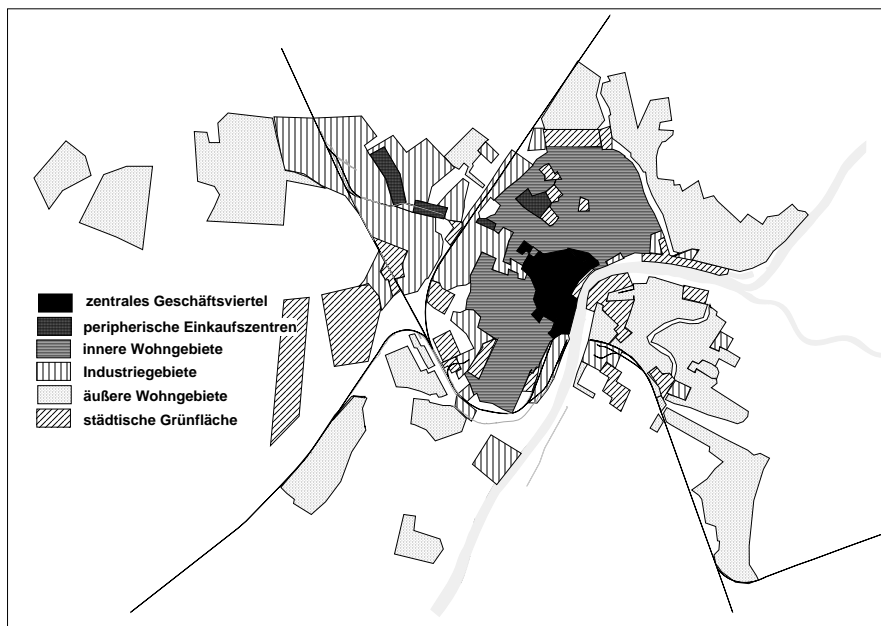 zentrales Geschäftsviertel
peripherische Einkaufszentren
innere Wohngebiete
Industriegebiete
äußere Wohngebiete
städtische Grünfläche